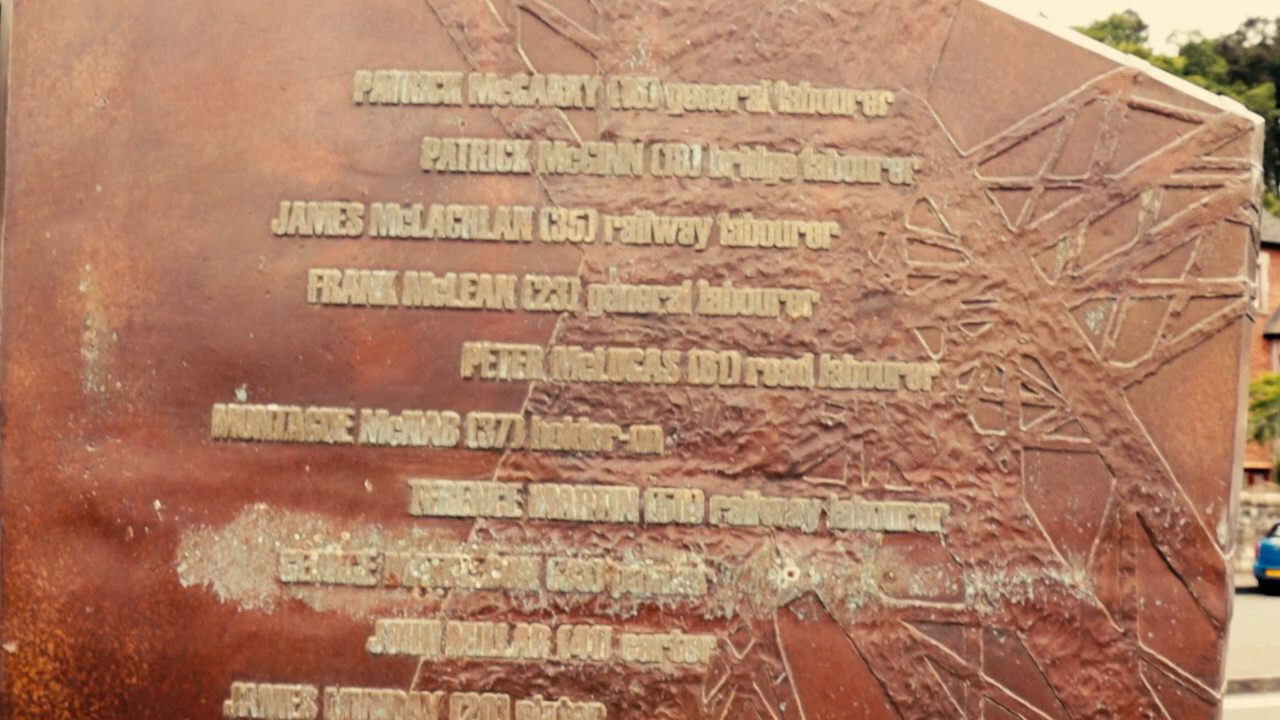 PATRICK McGARRY general labourer
PATRICK McGINN (18) bridge labourer
JAMES McLACHLAN (35) railway labourer
FRANK McLEAN (23) general labourer
PETER McLUCAS (61) road labourer
MONTAGUE McNAB (37) holder-on
TERENCE MARTIN (50) railway labourer
GEORGE painter
JOHN MILLAR carter
JAMES plater